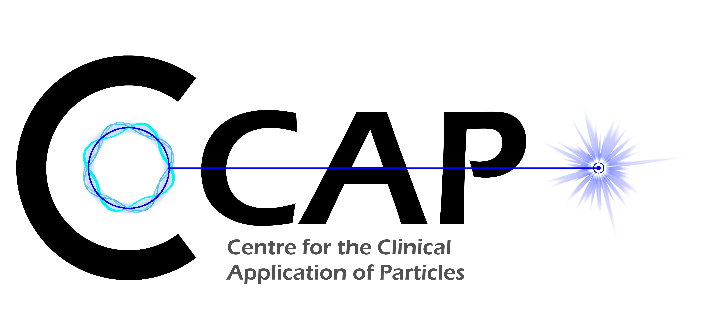 CCAP
Centre for the Clinical
Application of Particles